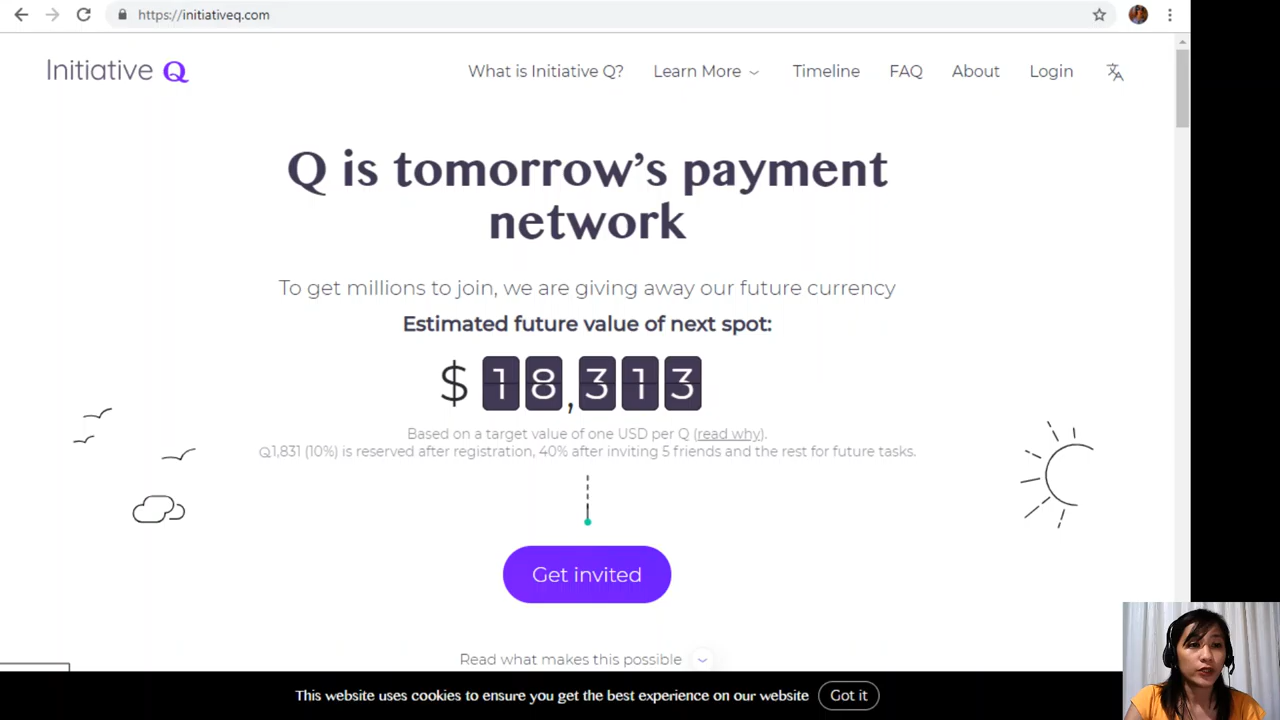 https://initiativeq.com
Initiative Q
What is Initiative Q? Learn More Timeline FAQ About Login
Q is tomorrow’s payment
network
To get millions to join, we are giving away our future currency
Estimated future value of next spot:
$ 18,313
Based on a target value of one USD per Q (read why).
Q1,831 (10%) is reserved after registration, 40% after inviting 5 friends and the rest for future tasks.
Get invited
Read what makes this possible
This website uses cookies to ensure you get the best experience on our website Got it